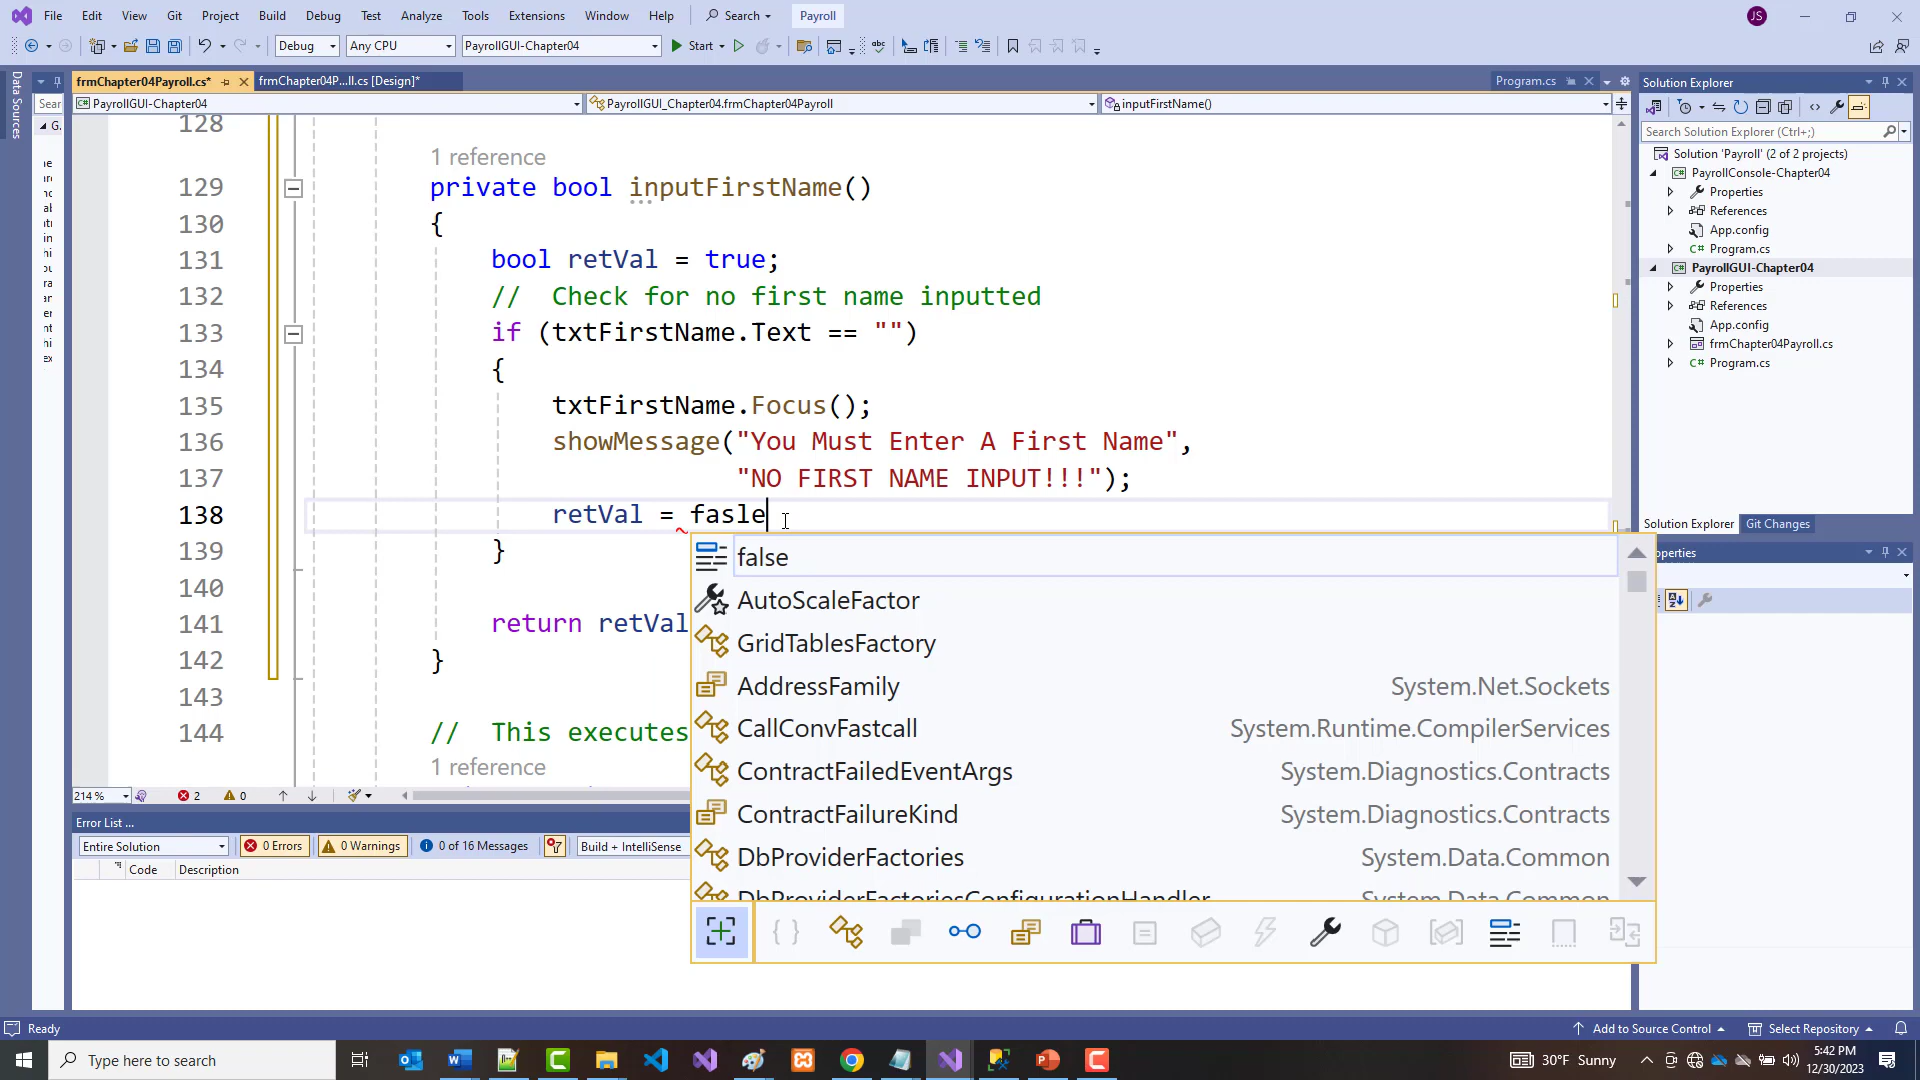 File Edit View Git Project Build Debug Test Analyze Tools Extensions Window Help Search Payroll JS
Debug Any CPU PayrollGUI-Chapter04 Start
frmChapter04Payroll.cs* frmChapter04P...ll.cs [Design]* Program.cs
PayrollGUI-Chapter04 PayrollGUI_Chapter04.frmChapter04Payroll inputFirstName()
Data Sources
Sear
G.
128
1 reference
129 private bool inputFirstName()
130 {
131 bool retVal = true;
132 // Check for no first name inputted
133 if (txtFirstName.Text == "")
134 {
135 txtFirstName.Focus();
136 showMessage("You Must Enter A First Name",
137 "NO FIRST NAME INPUT!!!");
138 retVal = fasle
139 }
140
141 return retVal
142 }
143
144 // This executes
1 reference
false
AutoScaleFactor
GridTablesFactory
AddressFamily System.Net.Sockets
CallConvFastcall System.Runtime.CompilerServices
ContractFailedEventArgs System.Diagnostics.Contracts
ContractFailureKind System.Diagnostics.Contracts
DbProviderFactories System.Data.Common
DbProviderFactoriesConfigurationHandler System.Data.Common
214 % 2 0
Error List ...
Entire Solution 0 Errors 0 Warnings 0 of 16 Messages Build + IntelliSense
Code Description
Solution Explorer
Search Solution Explorer (Ctrl+;)
Solution 'Payroll' (2 of 2 projects)
PayrollConsole-Chapter04
Properties
References
App.config
C# Program.cs
PayrollGUI-Chapter04
Properties
References
App.config
frmChapter04Payroll.cs
C# Program.cs
Solution Explorer Git Changes
operties
Ready Add to Source Control Select Repository
Type here to search 30°F Sunny 5:42 PM
12/30/2023